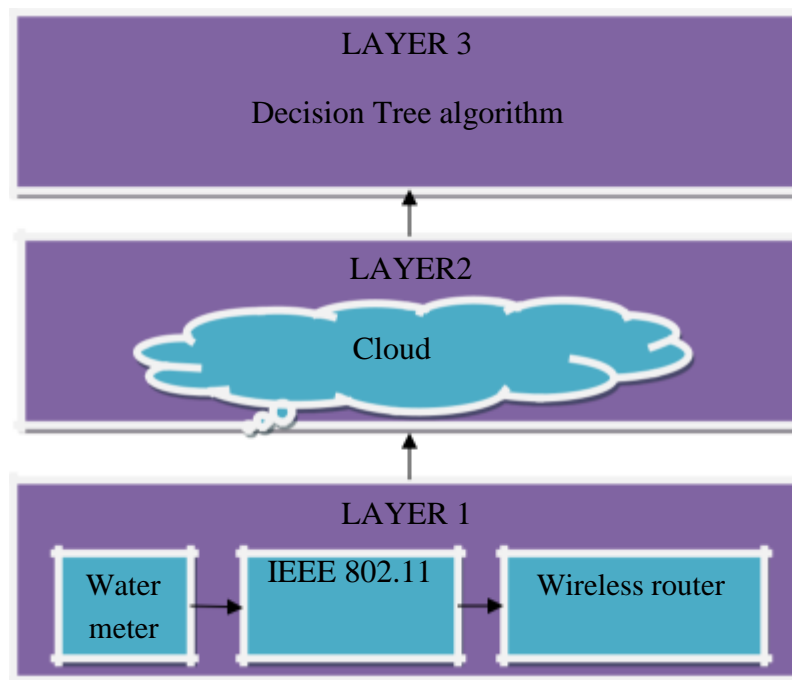 LAYER 3
Decision Tree algorithm
LAYER2
Cloud
LAYER 1
Water
meter
IEEE 802.11
Wireless router